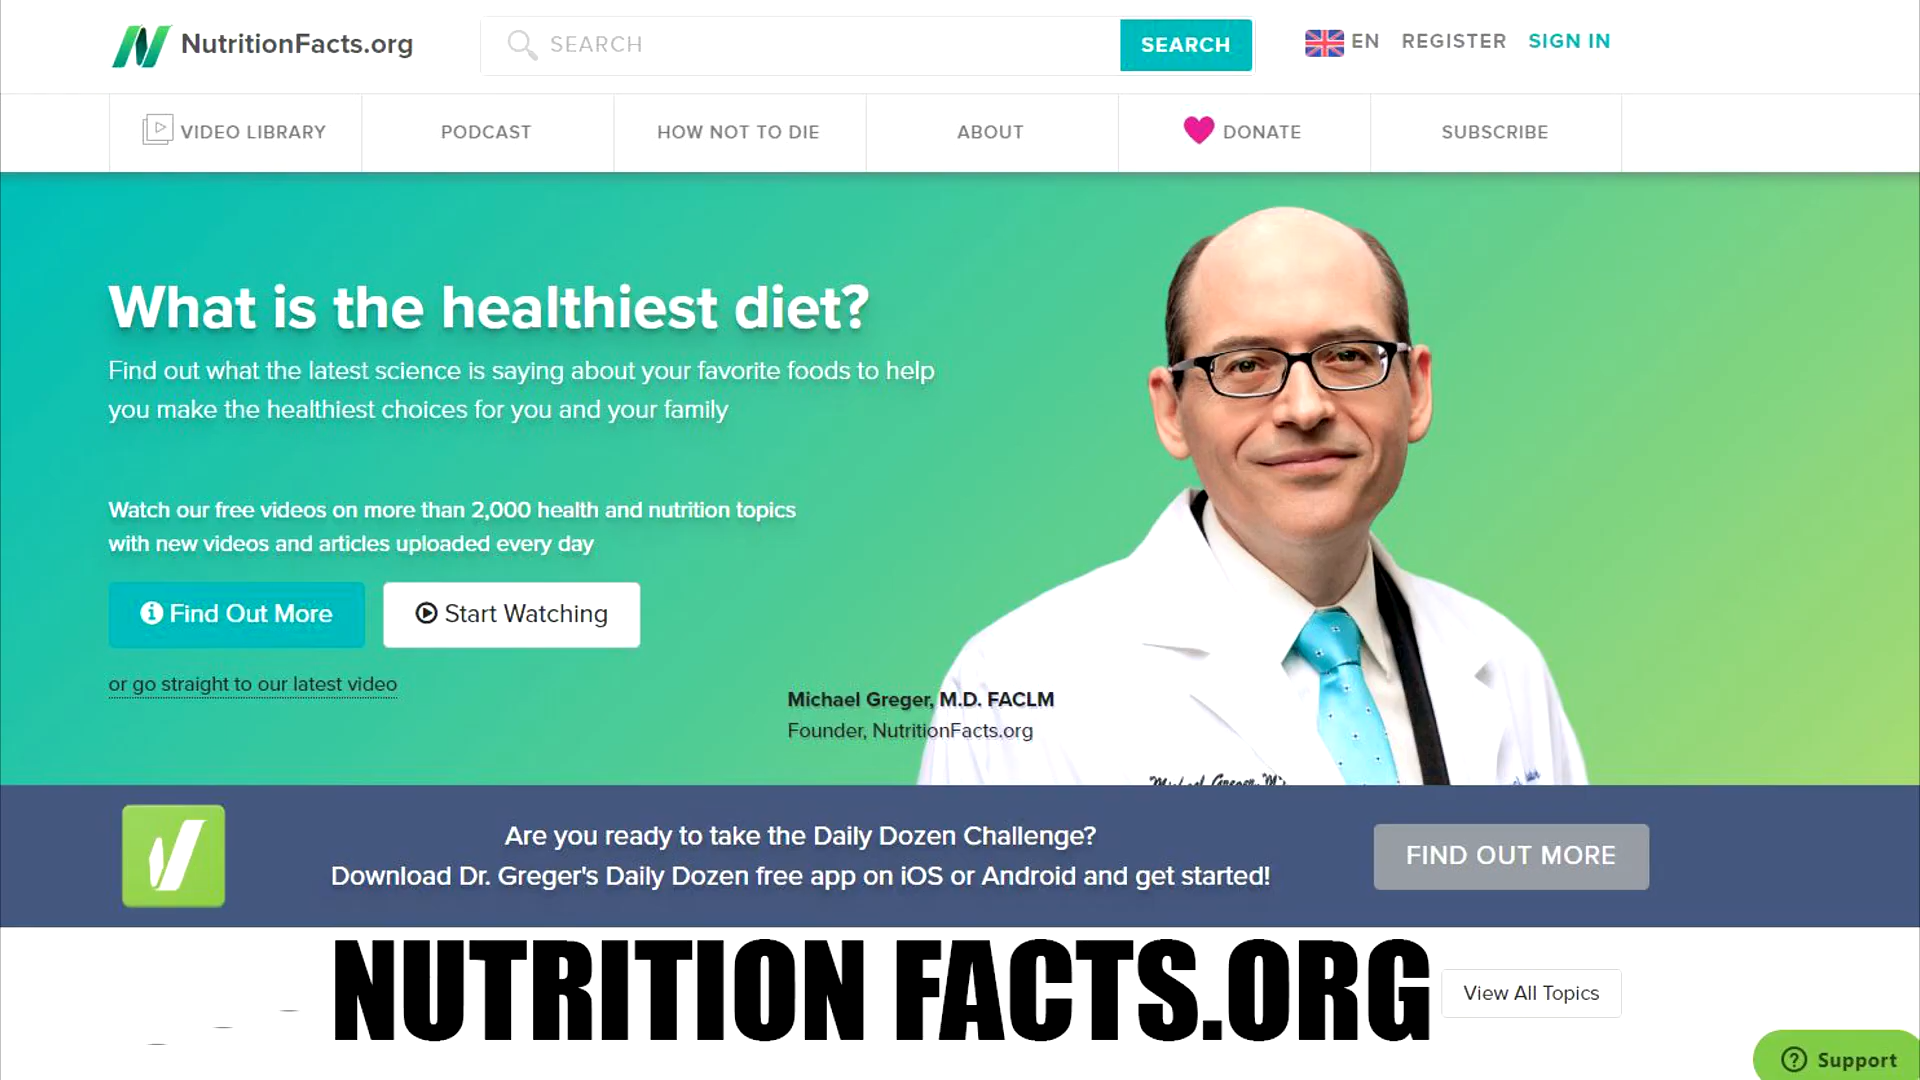 NutritionFacts.org
SEARCH
SEARCH
EN
REGISTER
SIGN IN
VIDEO LIBRARY
PODCAST
HOW NOT TO DIE
ABOUT
DONATE
SUBSCRIBE
What is the healthiest diet?
Find out what the latest science is saying about your favorite foods to help
you make the healthiest choices for you and your family
Watch our free videos on more than 2,000 health and nutrition topics
with new videos and articles uploaded every day
Find Out More
Start Watching
or go straight to our latest video
Michael Greger, M.D. FACLM
Founder, NutritionFacts.org
Are you ready to take the Daily Dozen Challenge?
Download Dr. Greger's Daily Dozen free app on iOS or Android and get started!
FIND OUT MORE
NUTRITION FACTS.ORG
View All Topics
Support